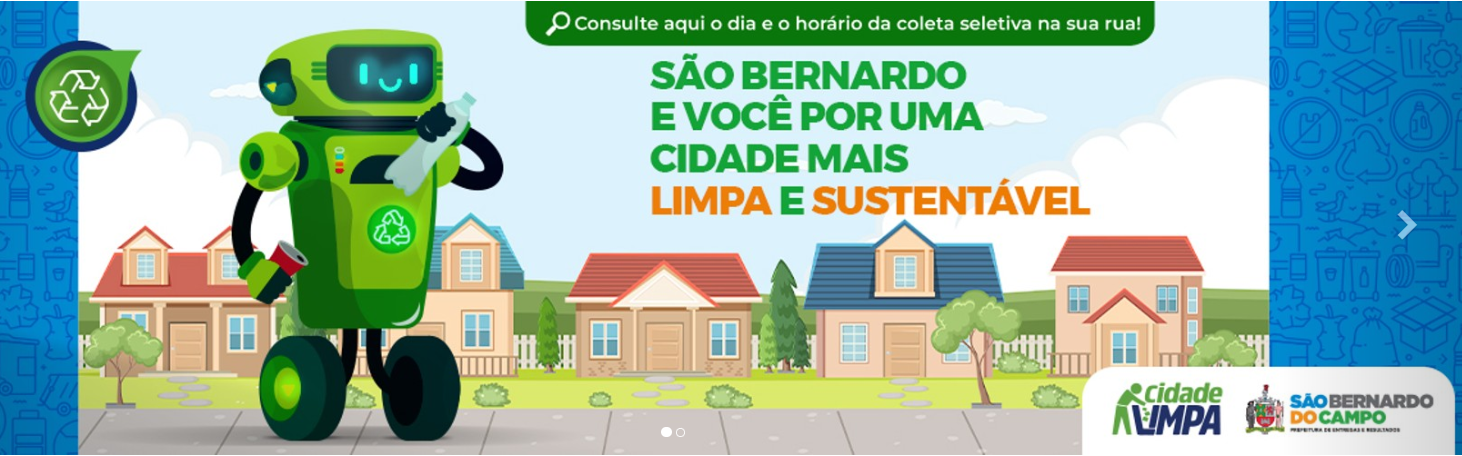 Consulte aqui o dia e o horário da coleta seletiva na sua rua!
SÃO BERNARDO
E VOCÊ POR UMA
CIDADE MAIS
LIMPA E SUSTENTÁVEL
cidade
LIMPA
SÃO BERNARDO
DO CAMPO
PREFEITURA DE ENTREGAS E RESULTADOS